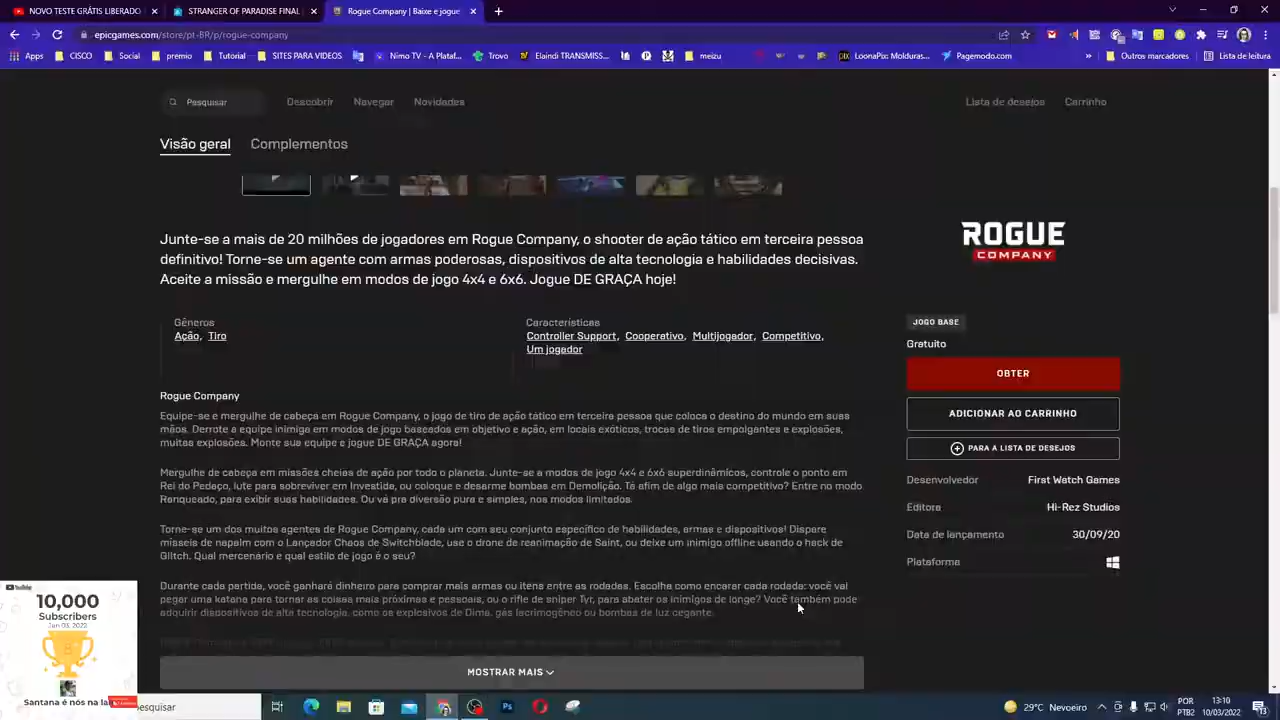 NOVO TESTE GRÁTIS LIBERADO
STRANGER OF PARADISE FINAL
Rogue Company | Baixe e jogue
epicgames.com/store/pt-BR/p/rogue-company
Apps
CISCO
Social
premio
Tutorial
SITES PARA VIDEOS
Nimo TV - A Plataf...
Trovo
Elaindi TRANSMISS...
meizu
LoonaPix: Molduras...
Pagemodo.com
Outros marcadores
Lista de leitura
Pesquisar
Descobrir
Navegar
Novidades
Lista de desejos
Carrinho
Visão geral
Complementos
Junte-se a mais de 20 milhões de jogadores em Rogue Company, o shooter de ação tático em terceira pessoa
definitivo! Torne-se um agente com armas poderosas, dispositivos de alta tecnologia e habilidades decisivas.
Aceite a missão e mergulhe em modos de jogo 4x4 e 6x6. Jogue DE GRAÇA hoje!
Gêneros
Ação, Tiro
Características
Controller Support, Cooperativo, Multijogador, Competitivo,
Um jogador
Rogue Company
Equipe-se e mergulhe de cabeça em Rogue Company, o jogo de tiro de ação tático em terceira pessoa que coloca o destino do mundo em suas
mãos. Derrote a equipe inimiga em modos de jogo baseados em objetivo e ação, em locais exóticos, trocas de tiros empolgantes e explosões,
muitas explosões. Monte sua equipe e jogue DE GRAÇA agora!
Mergulhe de cabeça em missões cheias de ação por todo o planeta. Junte-se a modos de jogo 4x4 e 6x6 superdinâmicos, controle o ponto em
Rei do Pedaço, lute para sobreviver em Investida, ou coloque e desarme bombas em Demolição. Tá afim de algo mais competitivo? Entre no modo
Ranqueado, para exibir suas habilidades. Ou vá pra diversão pura e simples, nos modos limitados.
Torne-se um dos muitos agentes de Rogue Company, cada um com seu conjunto específico de habilidades, armas e dispositivos! Dispare
mísseis de napalm com o Lançador Chaos de Switchblade, use o drone de reanimação de Saint, ou deixe um inimigo offline usando o hack de
Glitch. Qual mercenário e qual estilo de jogo é o seu?
Durante cada partida, você ganhará dinheiro para comprar mais armas ou itens entre as rodadas. Escolha como encarar cada rodada: você vai
pegar uma katana para tornar as coisas mais próximas e pessoas, ou o rifle de sniper Tyr, para abater os inimigos de longe? Você também pode
adquirir dispositivos de alta tecnologia, como os explosivos de Dima, gás lacrimogêneo ou bombas de luz cegante.
MOSTRAR MAIS
ROGUE
COMPANY
JOGO BASE
Gratuito
OBTER
ADICIONAR AO CARRINHO
PARA A LISTA DE DESEJOS
Desenvolvedor
First Watch Games
Editora
Hi-Rez Studios
Data de lançamento
30/09/20
Plataforma
YouTube
10,000
Subscribers
Jan 03, 2022
Santana é nós na
esquisar
29°C Nevoeiro
POR
PTB2
13:10
10/03/2022